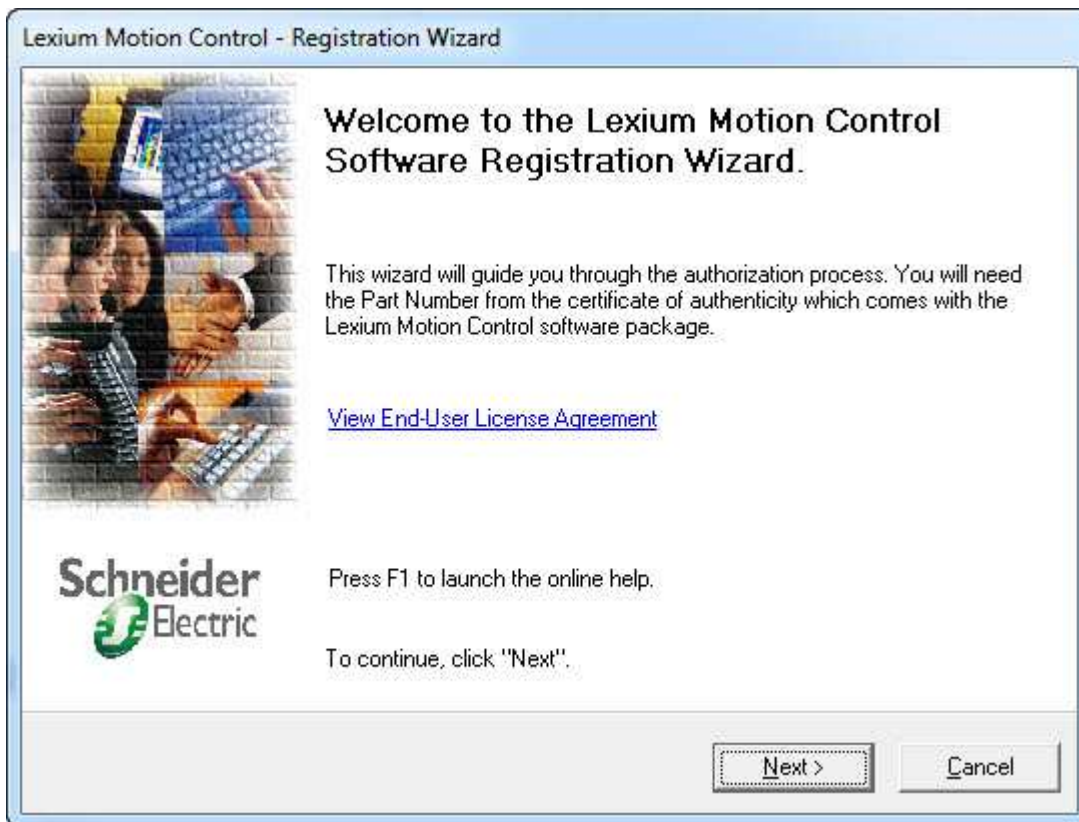 Lexium Motion Control - Registration Wizard
Welcome to the Lexium Motion Control
Software Registration Wizard.
This wizard will guide you through the authorization process. You will need
the Part Number from the certificate of authenticity which comes with the
Lexium Motion Control software package.
View End-User License Agreement
Schneider
Electric
Press F1 to launch the online help.
To continue, click "Next".
Next >
Cancel